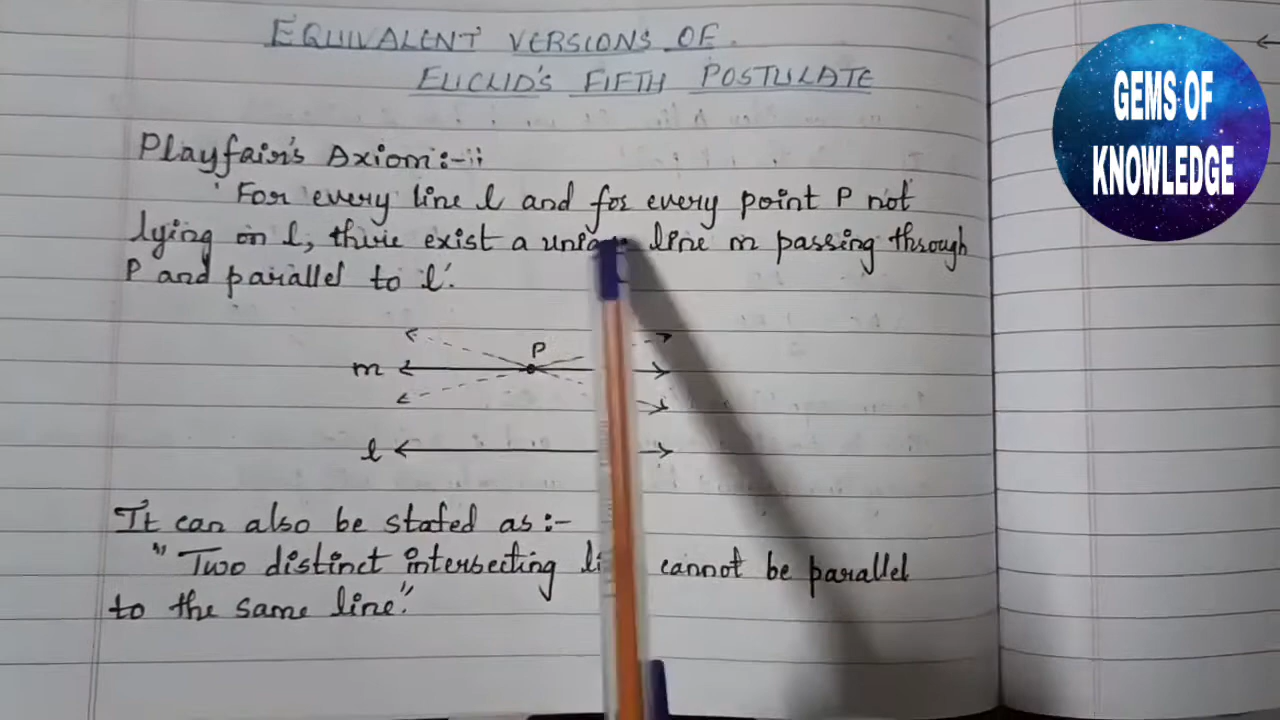 EQUIVALENT VERSIONS OF
EUCLID'S FIFTH POSTULATE
Playfair's Axiom:-
'For every line l and for every point P not
lying on l, there exist a line m passing through
P and parallel to l'.
P
m
l
It can also be stated as:-
"Two distinct intersecting cannot be parallel
to the same line."
GEMS OF
KNOWLEDGE